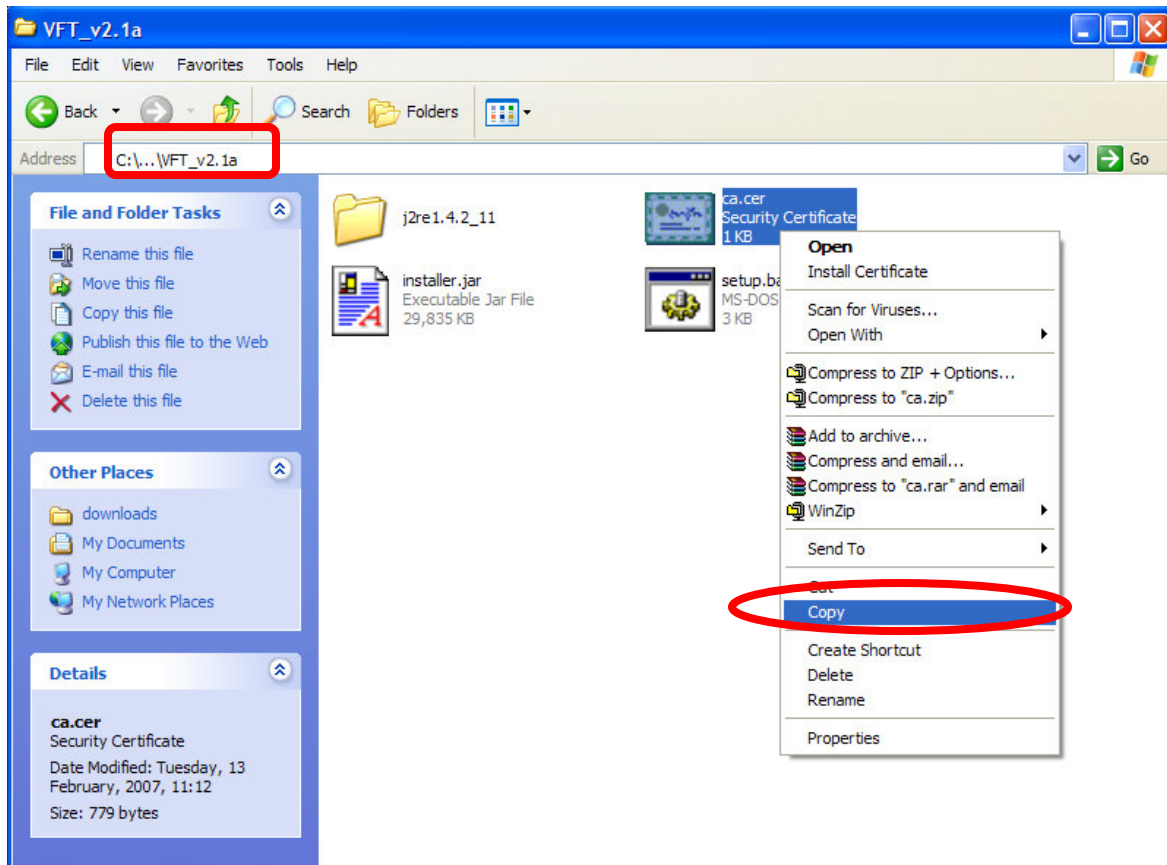 VFT_v2.1a
File Edit View Favorites Tools Help
Back Search Folders
Address C:\...\VFT_v2.1a Go
File and Folder Tasks
Rename this file
Move this file
Copy this file
Publish this file to the Web
E-mail this file
Delete this file
Other Places
downloads
My Documents
My Computer
My Network Places
Details
ca.cer
Security Certificate
Date Modified: Tuesday, 13
February, 2007, 11:12
Size: 779 bytes
j2re1.4.2_11
installer.jar
Executable Jar File
29,835 KB
ca.cer
Security Certificate
1 KB
setup.ba
MS-DOS
3 KB
Open
Install Certificate
Scan for Viruses...
Open With
Compress to ZIP + Options...
Compress to "ca.zip"
Add to archive...
Compress and email...
Compress to "ca.rar" and email
WinZip
Send To
Cut
Copy
Create Shortcut
Delete
Rename
Properties